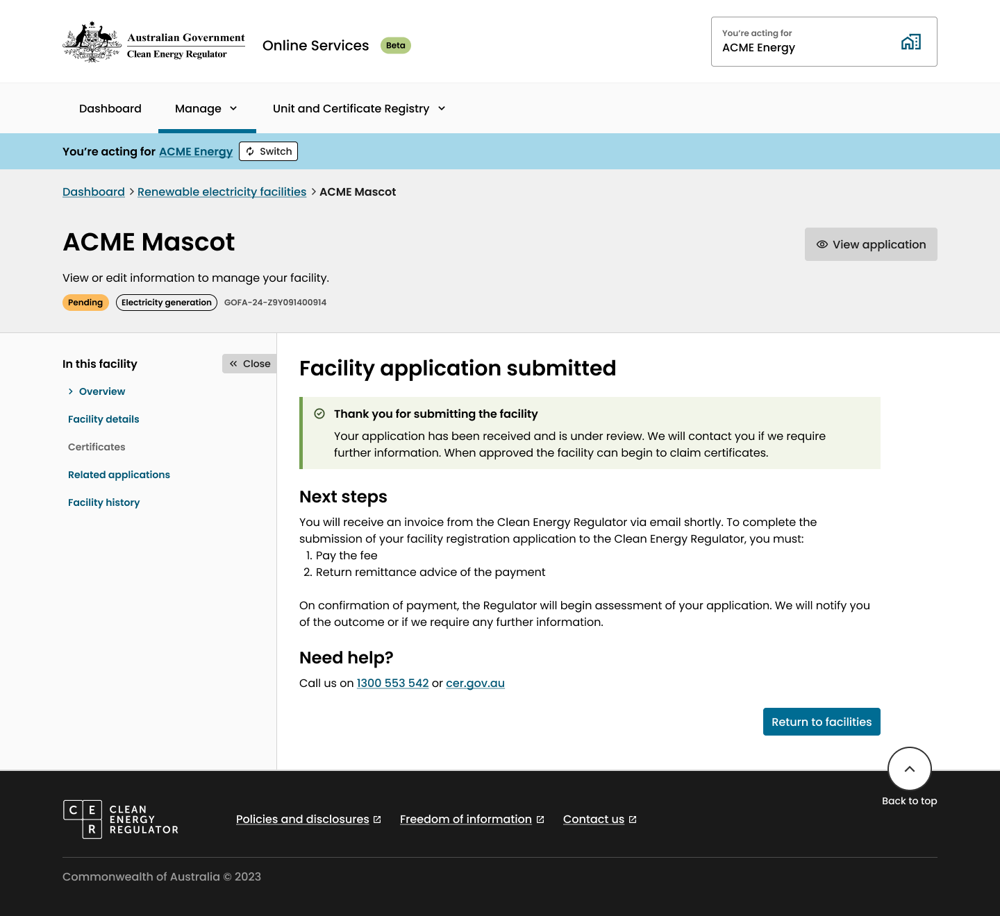 Australian Government
Clean Energy Regulator
Online Services
Beta
You're acting for
ACME Energy
Dashboard
Manage
Unit and Certificate Registry
You're acting for ACME Energy
Switch
Dashboard
Renewable electricity facilities
ACME Mascot
ACME Mascot
View application
View or edit information to manage your facility.
Pending
Electricity generation
GOFA-24-Z9Y091400914
In this facility
Close
Overview
Facility details
Certificates
Related applications
Facility history
Facility application submitted
Thank you for submitting the facility
Your application has been received and is under review. We will contact you if we require
further information. When approved the facility can begin to claim certificates.
Next steps
You will receive an invoice from the Clean Energy Regulator via email shortly. To complete the
submission of your facility registration application to the Clean Energy Regulator, you must:
1. Pay the fee
2. Return remittance advice of the payment
On confirmation of payment, the Regulator will begin assessment of your application. We will notify you
of the outcome or if we require any further information.
Need help?
Call us on 1300 553 542 or cer.gov.au
Return to facilities
Back to top
CER
CLEAN
ENERGY
REGULATOR
Policies and disclosures
Freedom of information
Contact us
Commonwealth of Australia © 2023